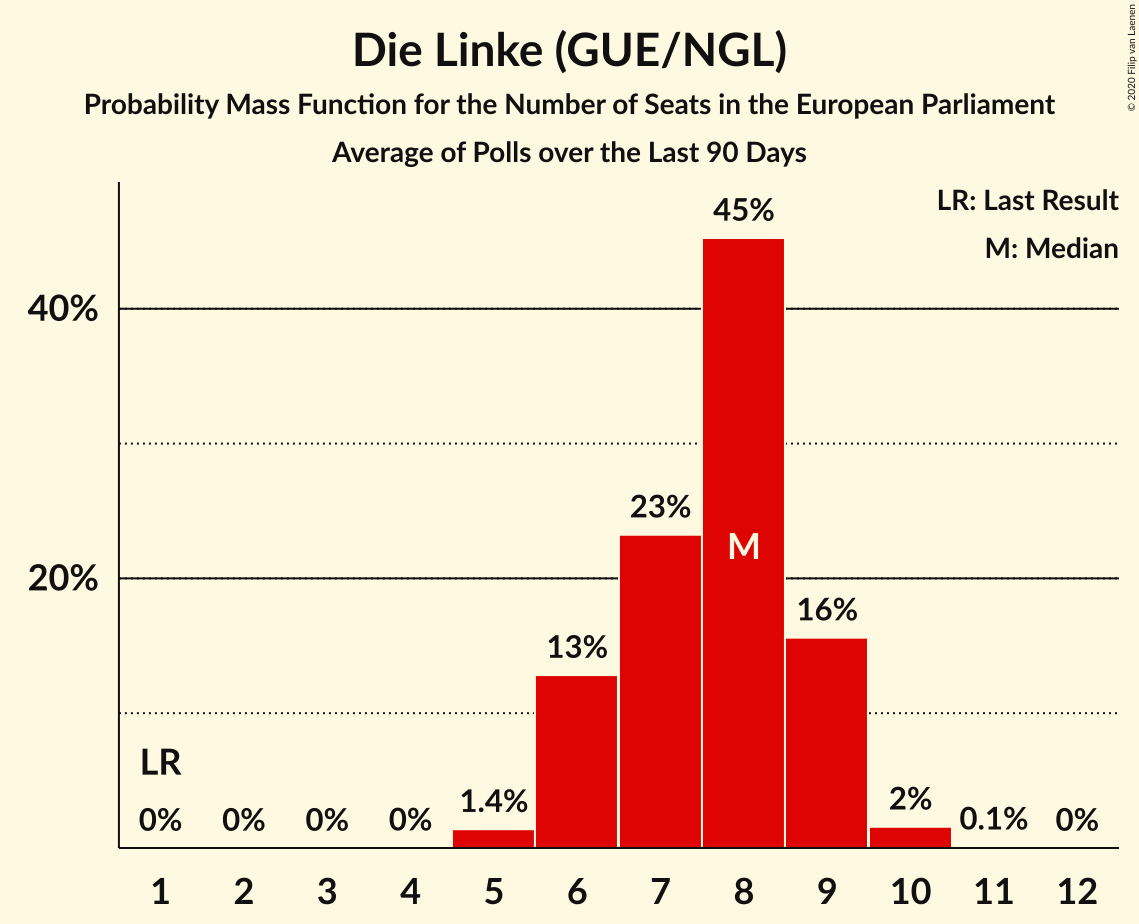 Die Linke (GUE/NGL)
Probability Mass Function for the Number of Seats in the European Parliament
Average of Polls over the Last 90 Days
© 2020 Filip van Laenen
LR: Last Result
M: Median
45%
40%
23%
M
20%
16%
13%
LR
0%
0%
0%
0%
1.4%
2%
0.1%
0%
1 2 3 4 5 6 7 8 9 10 11 12